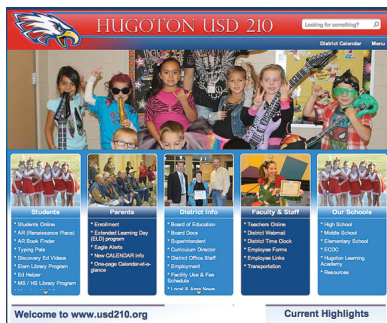 HUGOTON USD 210
Looking for something?
District Calendar Menu
Students
* Students Online
* AR (Renaissance Place)
* AR Book Finder
* Typing Pals
* Discovery Ed Videos
* Elem Library Program
* Ed Helper
* MS / HS Library Program
Parents
* Enrollment
* Extended Learning Day
(ELD) program
* Eagle Alerts
* New CALENDAR info
* One-page Calendar-at-a-
glance
District Info
* Board of Education
* Board Docs
* Superintendent
* Curriculum Director
* District Office Staff
* Employment
* Facility Use & Fee
Schedule
* Local & Area News
Faculty & Staff
* Teachers Online
* District Webmail
* District Time Clock
* Employee Forms
* Employee Links
* Transportation
Our Schools
* High School
* Middle School
* Elementary School
* ECDC
* Hugoton Learning
Academy
* Resources
Welcome to www.usd210.org
Current Highlights